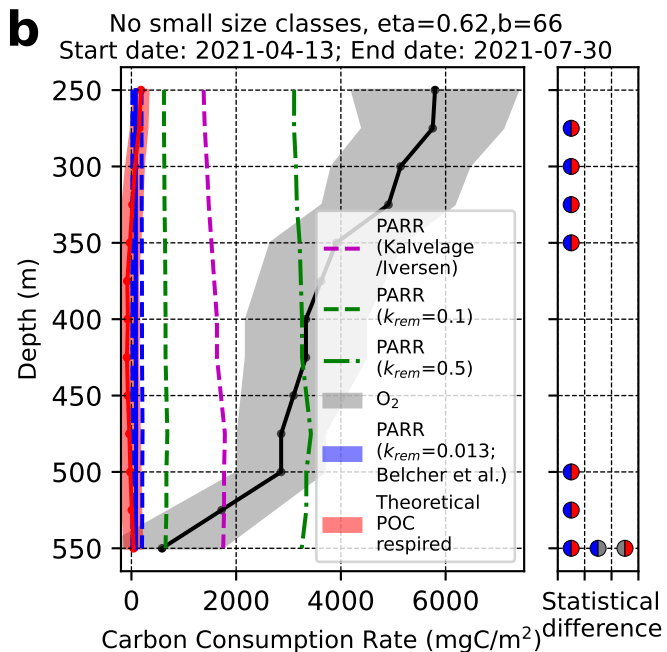 b
No small size classes, eta=0.62,b=66
Start date: 2021-04-13; End date: 2021-07-30
250
300
350
400
450
500
550
Depth (m)
PARR
(Kalvelage
/Iversen)
PARR
(k_rem=0.1)
PARR
(k_rem=0.5)
O₂
PARR
(k_rem=0.013;
Belcher et al.)
Theoretical
POC
respired
0 2000 4000 6000
Carbon Consumption Rate (mgC/m²)
Statistical
difference